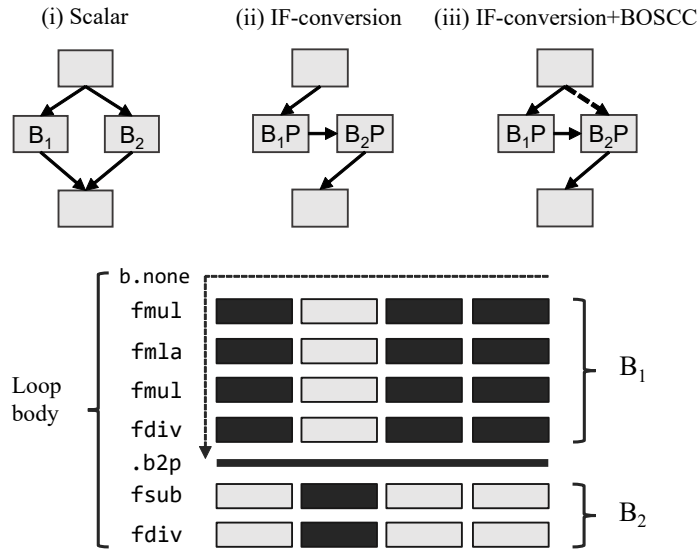 (i) Scalar
(ii) IF-conversion
(iii) IF-conversion+BOSCC
B₁
B₂
B₁P
B₂P
B₁P
B₂P
b.none
fmul
fmla
fmul
fdiv
.b2p
fsub
fdiv
Loop
body
B₁
B₂